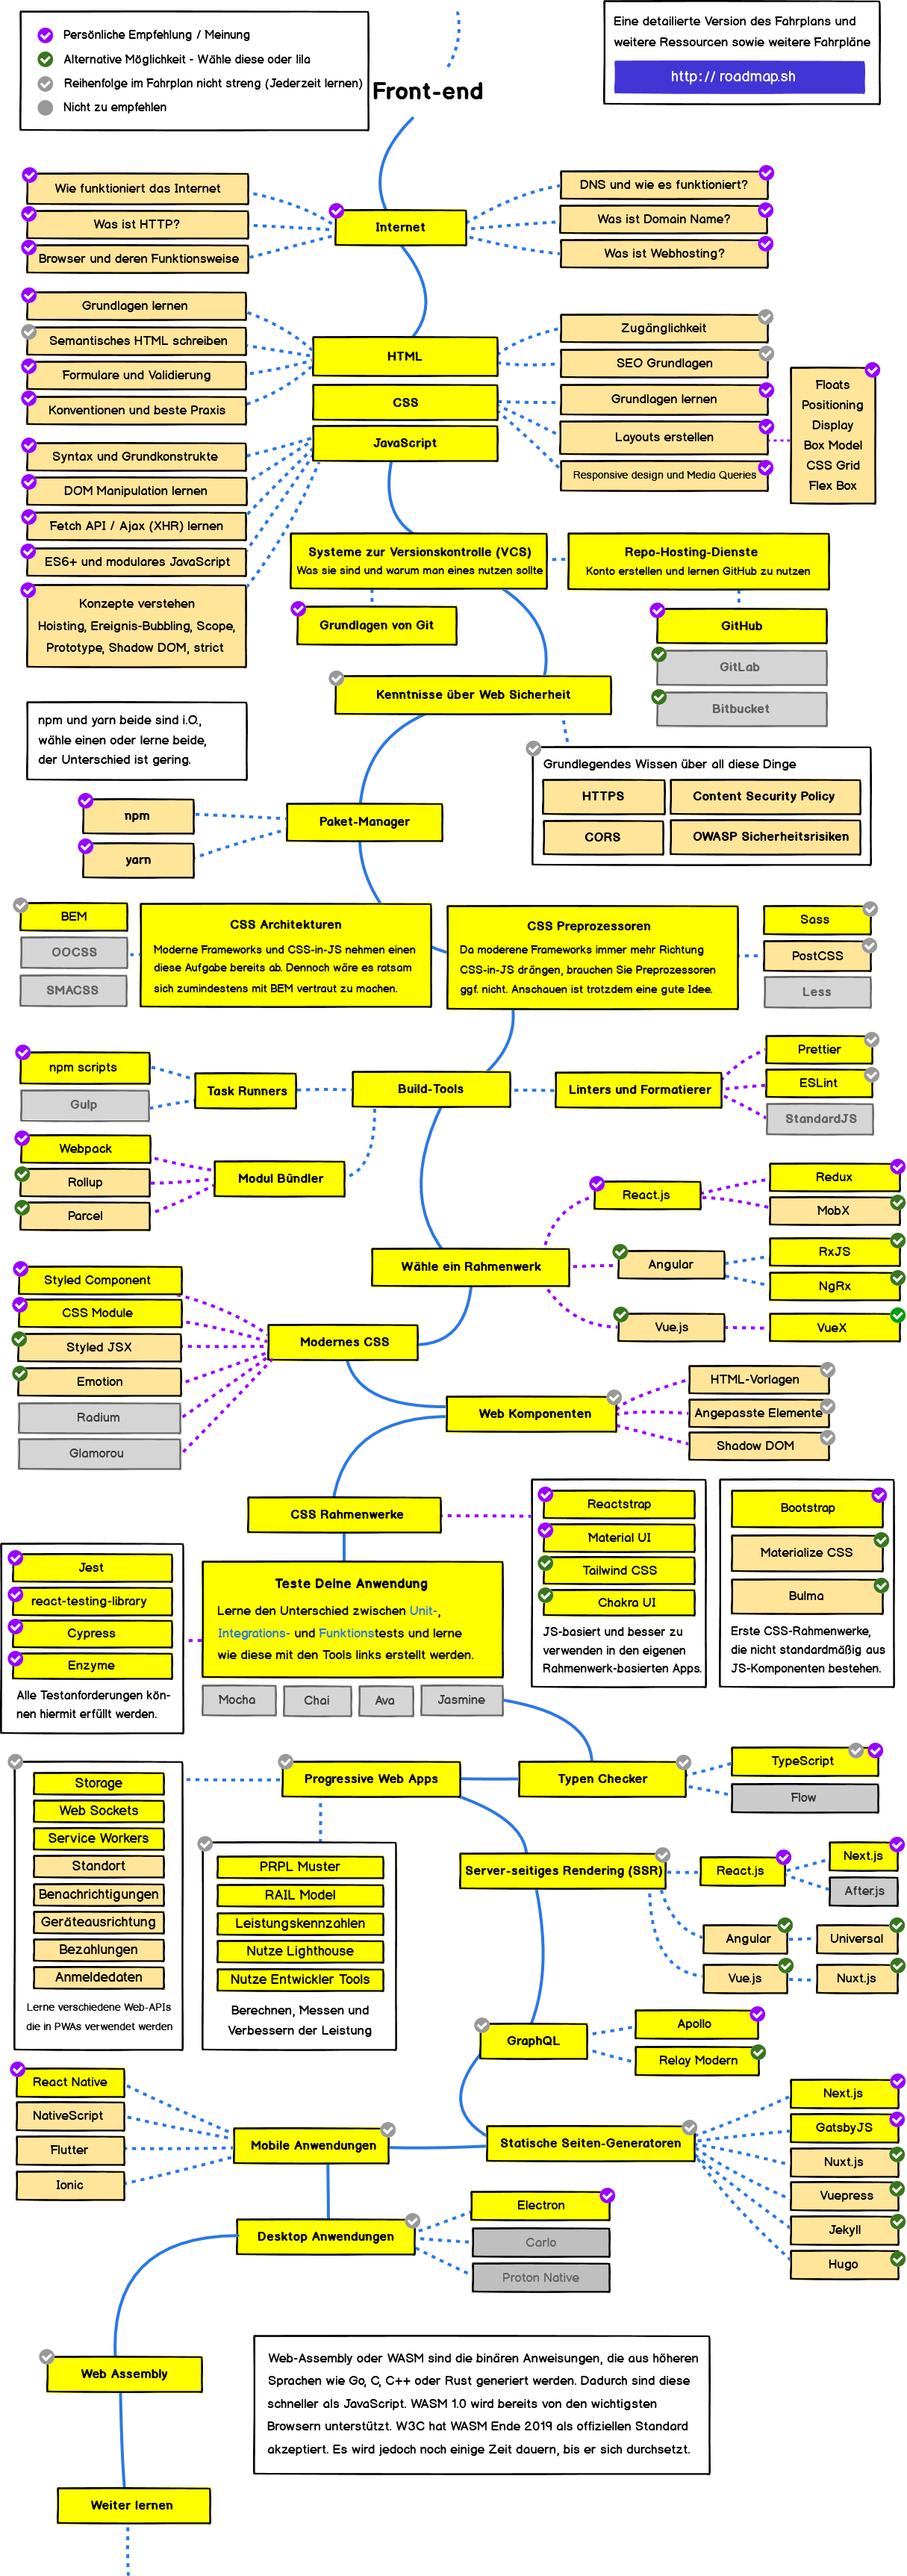 Persönliche Empfehlung / Meinung
Alternative Möglichkeit - Wähle diese oder lila
Reihenfolge im Fahrplan nicht streng (Jederzeit lernen)
Nicht zu empfehlen
Front-end
Eine detailierte Version des Fahrplans und
weitere Ressourcen sowie weitere Fahrpläne
http:// roadmap.sh
Wie funktioniert das Internet
Was ist HTTP?
Browser und deren Funktionsweise
Internet
DNS und wie es funktioniert?
Was ist Domain Name?
Was ist Webhosting?
Grundlagen lernen
Semantisches HTML schreiben
Formulare und Validierung
Konventionen und beste Praxis
HTML
CSS
JavaScript
Zugänglichkeit
SEO Grundlagen
Grundlagen lernen
Layouts erstellen
Responsive design und Media Queries
Floats
Positioning
Display
Box Model
CSS Grid
Flex Box
Syntax und Grundkonstrukte
DOM Manipulation lernen
Fetch API / Ajax (XHR) lernen
ES6+ und modulares JavaScript
Konzepte verstehen
Hoisting, Ereignis-Bubbling, Scope,
Prototype, Shadow DOM, strict
Systeme zur Versionskontrolle (VCS)
Was sie sind und warum man eines nutzen sollte
Repo-Hosting-Dienste
Konto erstellen und lernen GitHub zu nutzen
Grundlagen von Git
GitHub
GitLab
Bitbucket
Kenntnisse über Web Sicherheit
npm und yarn beide sind i.O.,
wähle einen oder lerne beide,
der Unterschied ist gering.
Grundlegendes Wissen über all diese Dinge
HTTPS
Content Security Policy
CORS
OWASP Sicherheitsrisiken
npm
yarn
Paket-Manager
BEM
OOCSS
SMACSS
CSS Architekturen
Moderne Frameworks und CSS-in-JS nehmen einen
diese Aufgabe bereits ab. Dennoch wäre es ratsam
sich zumindestens mit BEM vertraut zu machen.
CSS Preprozessoren
Da moderene Frameworks immer mehr Richtung
CSS-in-JS drängen, brauchen Sie Preprozessoren
ggf. nicht. Anschauen ist trotzdem eine gute Idee.
Sass
PostCSS
Less
npm scripts
Gulp
Task Runners
Build-Tools
Linters und Formatierer
Prettier
ESLint
StandardJS
Webpack
Rollup
Parcel
Modul Bündler
Wähle ein Rahmenwerk
React.js
Redux
MobX
Angular
RxJS
NgRx
Vue.js
VueX
Styled Component
CSS Module
Styled JSX
Emotion
Radium
Glamorou
Modernes CSS
Web Komponenten
HTML-Vorlagen
Angepasste Elemente
Shadow DOM
CSS Rahmenwerke
Reactstrap
Material UI
Tailwind CSS
Chakra UI
JS-basiert und besser zu
verwenden in den eigenen
Rahmenwerk-basierten Apps.
Bootstrap
Materialize CSS
Bulma
Erste CSS-Rahmenwerke,
die nicht standardmäßig aus
JS-Komponenten bestehen.
Jest
react-testing-library
Cypress
Enzyme
Alle Testanforderungen kön-
nen hiermit erfüllt werden.
Teste Deine Anwendung
Lerne den Unterschied zwischen Unit-,
Integrations- und Funktionstests und lerne
wie diese mit den Tools links erstellt werden.
Mocha
Chai
Ava
Jasmine
Progressive Web Apps
Typen Checker
TypeScript
Flow
Storage
Web Sockets
Service Workers
Standort
Benachrichtigungen
Geräteausrichtung
Bezahlungen
Anmeldedaten
Lerne verschiedene Web-APIs
die in PWAs verwendet werden
PRPL Muster
RAIL Model
Leistungskennzahlen
Nutze Lighthouse
Nutze Entwickler Tools
Berechnen, Messen und
Verbessern der Leistung
Server-seitiges Rendering (SSR)
React.js
Next.js
After.js
Angular
Universal
Vue.js
Nuxt.js
GraphQL
Apollo
Relay Modern
React Native
NativeScript
Flutter
Ionic
Mobile Anwendungen
Statische Seiten-Generatoren
Next.js
GatsbyJS
Nuxt.js
Vuepress
Jekyll
Hugo
Desktop Anwendungen
Electron
Carlo
Proton Native
Web Assembly
Web-Assembly oder WASM sind die binären Anweisungen, die aus höheren
Sprachen wie Go, C, C++ oder Rust generiert werden. Dadurch sind diese
schneller als JavaScript. WASM 1.0 wird bereits von den wichtigsten
Browsern unterstützt. W3C hat WASM Ende 2019 als offiziellen Standard
akzeptiert. Es wird jedoch noch einige Zeit dauern, bis er sich durchsetzt.
Weiter lernen